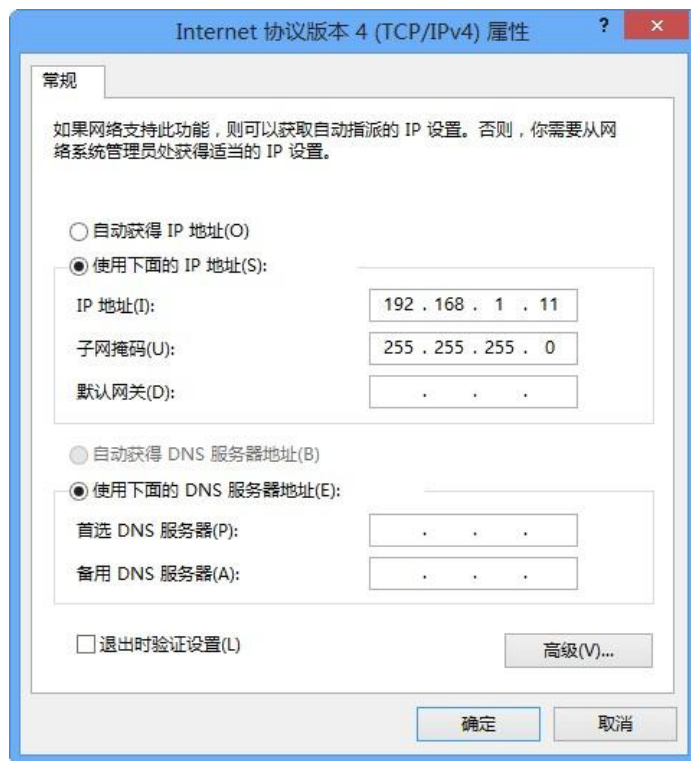 Internet 协议版本 4 (TCP/IPv4) 属性
?
×
常规
如果网络支持此功能，则可以获取自动指派的 IP 设置。否则，你需要从网
络系统管理员处获得适当的 IP 设置。
自动获得 IP 地址(O)
使用下面的 IP 地址(S):
IP 地址(I): 192 . 168 . 1 . 11
子网掩码(U): 255 . 255 . 255 . 0
默认网关(D): . . .
自动获得 DNS 服务器地址(B)
使用下面的 DNS 服务器地址(E):
首选 DNS 服务器(P): . . .
备用 DNS 服务器(A): . . .
退出时验证设置(L)
高级(V)...
确定 取消